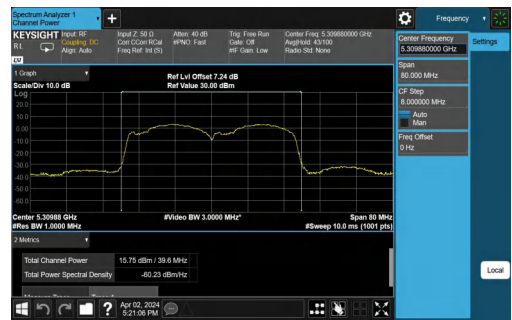 Spectrum Analyzer 1
Channel Power
+
Frequency
KEYSIGHT
Input: RF
Input Z: 50 Ω
Atten: 40 dB
Trig: Free Run
Center Freq: 5.309880000 GHz
RL
Coupling: DC
Corr CCorr RCal
#PNO: Fast
Gate: Off
Avg|Hold: 43/100
Align: Auto
Freq Ref: Int (S)
#IF Gain: Low
Radio Std: None
LV
1 Graph
Ref Lvl Offset 7.24 dB
Scale/Div 10.0 dB
Ref Value 30.00 dBm
Log
20.0
10.0
0.00
-10.0
-20.0
-30.0
-40.0
-50.0
-60.0
Center 5.30988 GHz
#Video BW 3.0000 MHz*
Span 80 MHz
#Res BW 1.0000 MHz
#Sweep 10.0 ms (1001 pts)
2 Metrics
Total Channel Power
15.75 dBm / 39.6 MHz
Total Power Spectral Density
-60.23 dBm/Hz
?
Apr 02, 2024
5:21:06 PM
Center Frequency
5.309880000 GHz
Settings
Span
80.000 MHz
CF Step
8.000000 MHz
Auto
Man
Freq Offset
0 Hz
Local